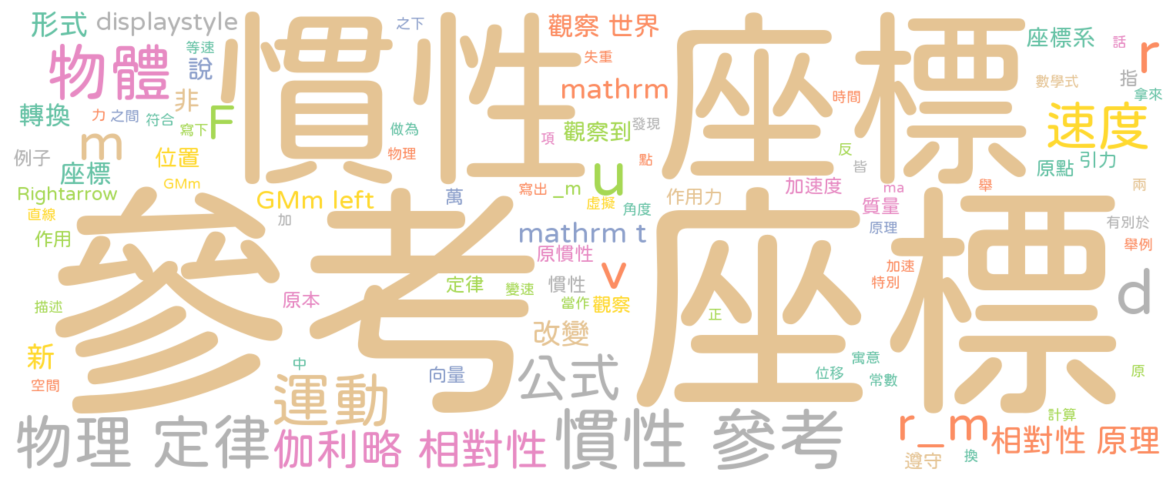 形式 displaystyle
之下
觀察 世界
座標系
話
r
等速
物體
說
慣性 座標
失重
mathrm
指
數學式
拿來
非
轉換
力
之間
符合
寫下
F
做為
項
觀察到
發現
時間
速度
m
例子
座標
位置
物理
點
反
皆
原點
引力
Rightarrow
GMm
GMm left
萬
寫出
_m
u
虛擬
角度
作用力
加速度
ma
質量
舉
兩
直線
加
作用
mathrm t
原慣性
原理
有別於
舉例
參考 座標
描述
原本
定律
變速
慣性
v
當作
觀察
加速
特別
d
新
空間
中
改變
正
向量
公式
寓意
位移
常數
原
運動
計算
物理 定律
伽利略 相對性
慣性 參考
r_m
遵守
換
相對性 原理